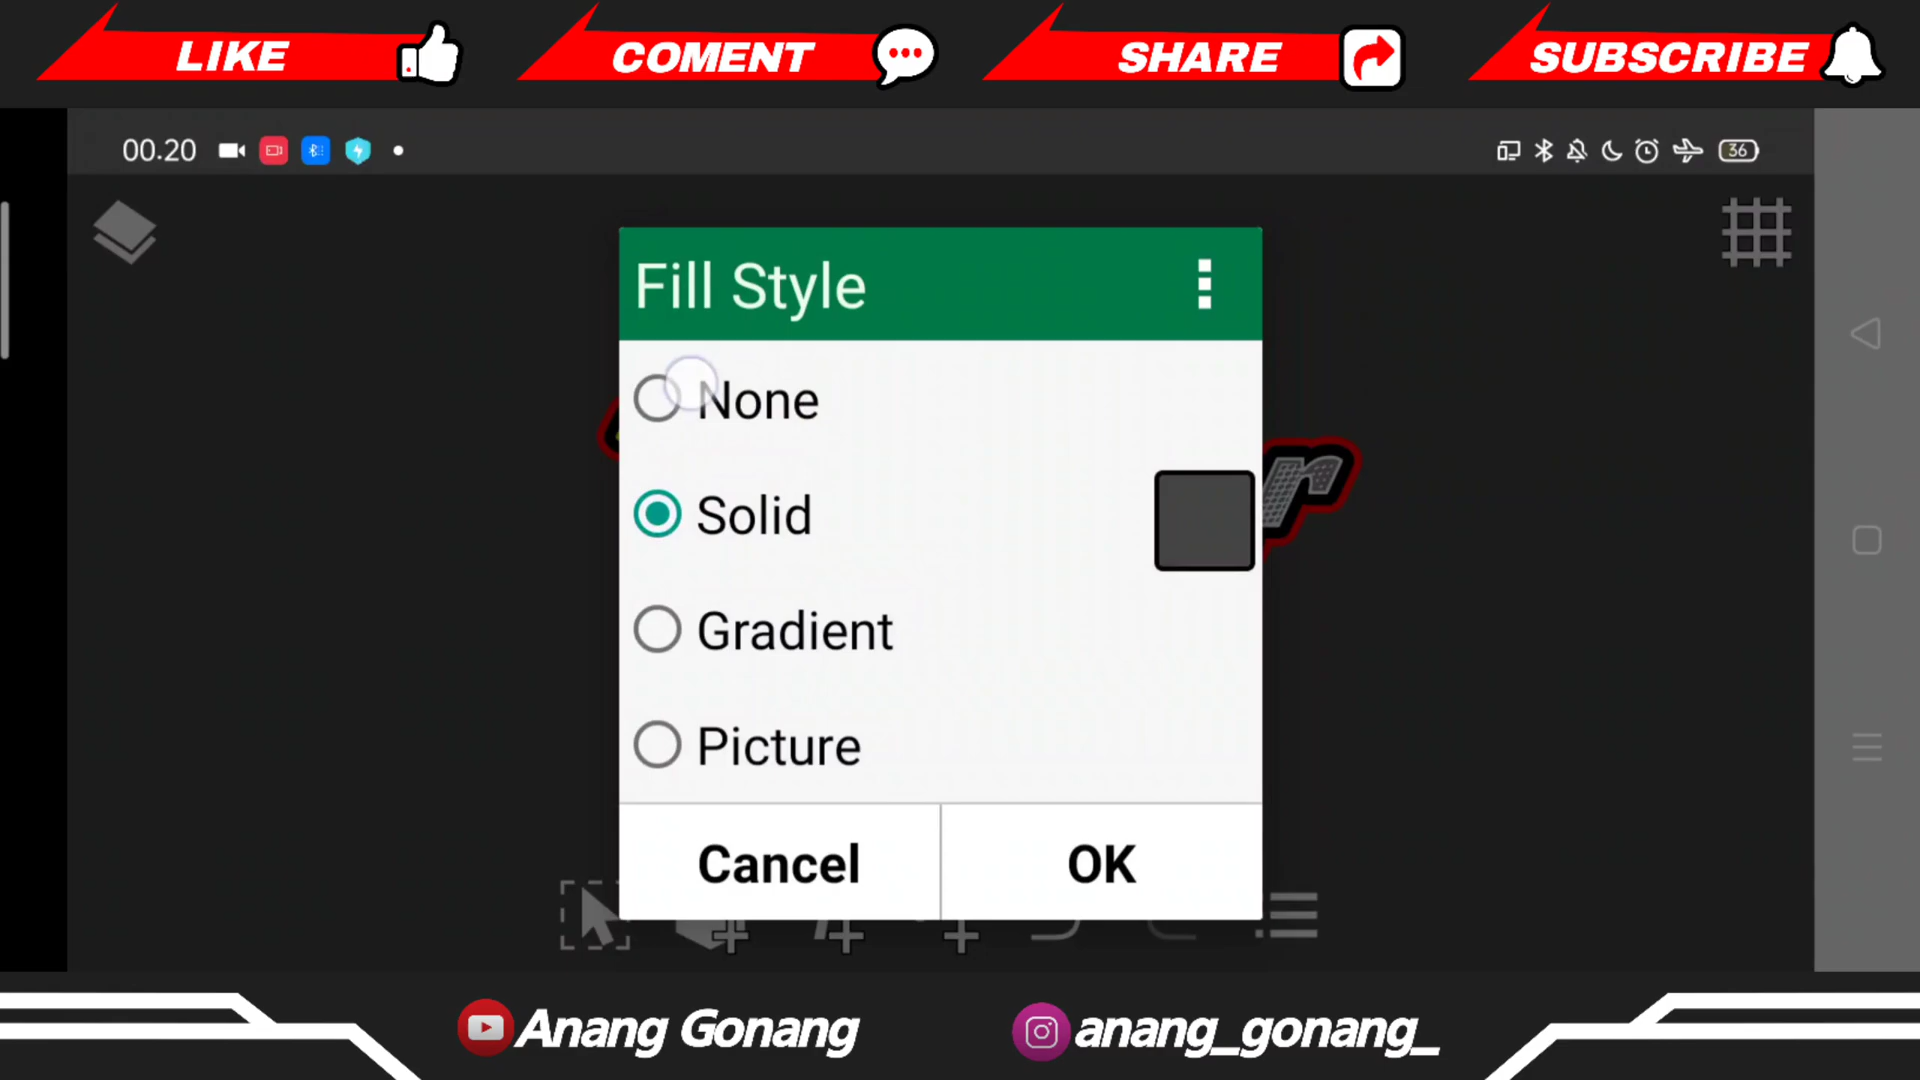 LIKE
COMENT
SHARE
SUBSCRIBE
00.20
36
Fill Style
None
Solid
r
Gradient
Picture
Cancel
OK
Anang Gonang
anang_gonang_